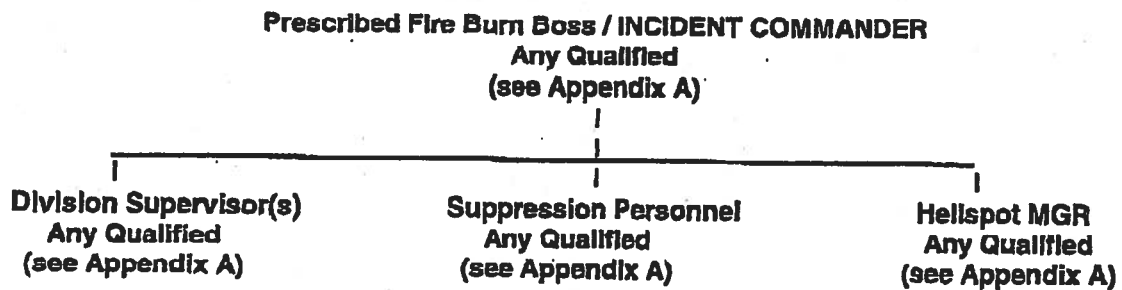 Prescribed Fire Burn Boss / INCIDENT COMMANDER
Any Qualified
(see Appendix A)
Division Supervisor(s)
Any Qualified
(see Appendix A)
Suppression Personnel
Any Qualified
(see Appendix A)
Helispot MGR
Any Qualified
(see Appendix A)